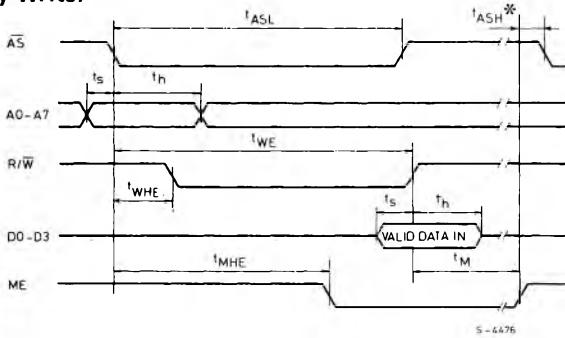 tASL
tASH*
AS
ts
th
A0-A7
tWE
R/W
tWHE
ts
th
D0-D3
VALID DATA IN
tMHE
tM
ME
S-4476